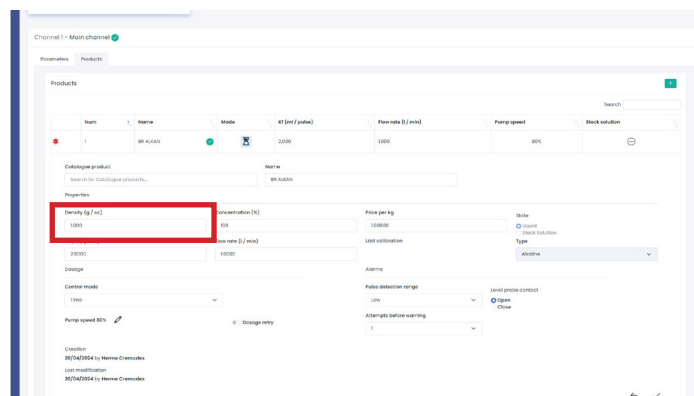 Channel 1 - Main channel
Parameters Products
Products +
Search
Num Name Mode Kf (ml / pulse) Flow rate (l / min) Pump speed Stock solution
1 BR ALKAN 2,000 1,000 80%
Catalogue product Name
Search for Catalogue products... BR ALKAN
Properties
Density (g / cc) Concentration (%) Price per kg State
1.000 100 1.00000 Liquid
Stock Solution
Flow rate (l / min) Last calibration Type
2.0000 1.0000 Alkaline
Dosage Alarms
Control mode Pulse detection range Level probe contact
Time Low Open
Close
Pump speed 80% Dosage retry Attempts before warning
1
Creation
30/04/2024 by Herme Cremades
Last modification
30/04/2024 by Herme Cremades